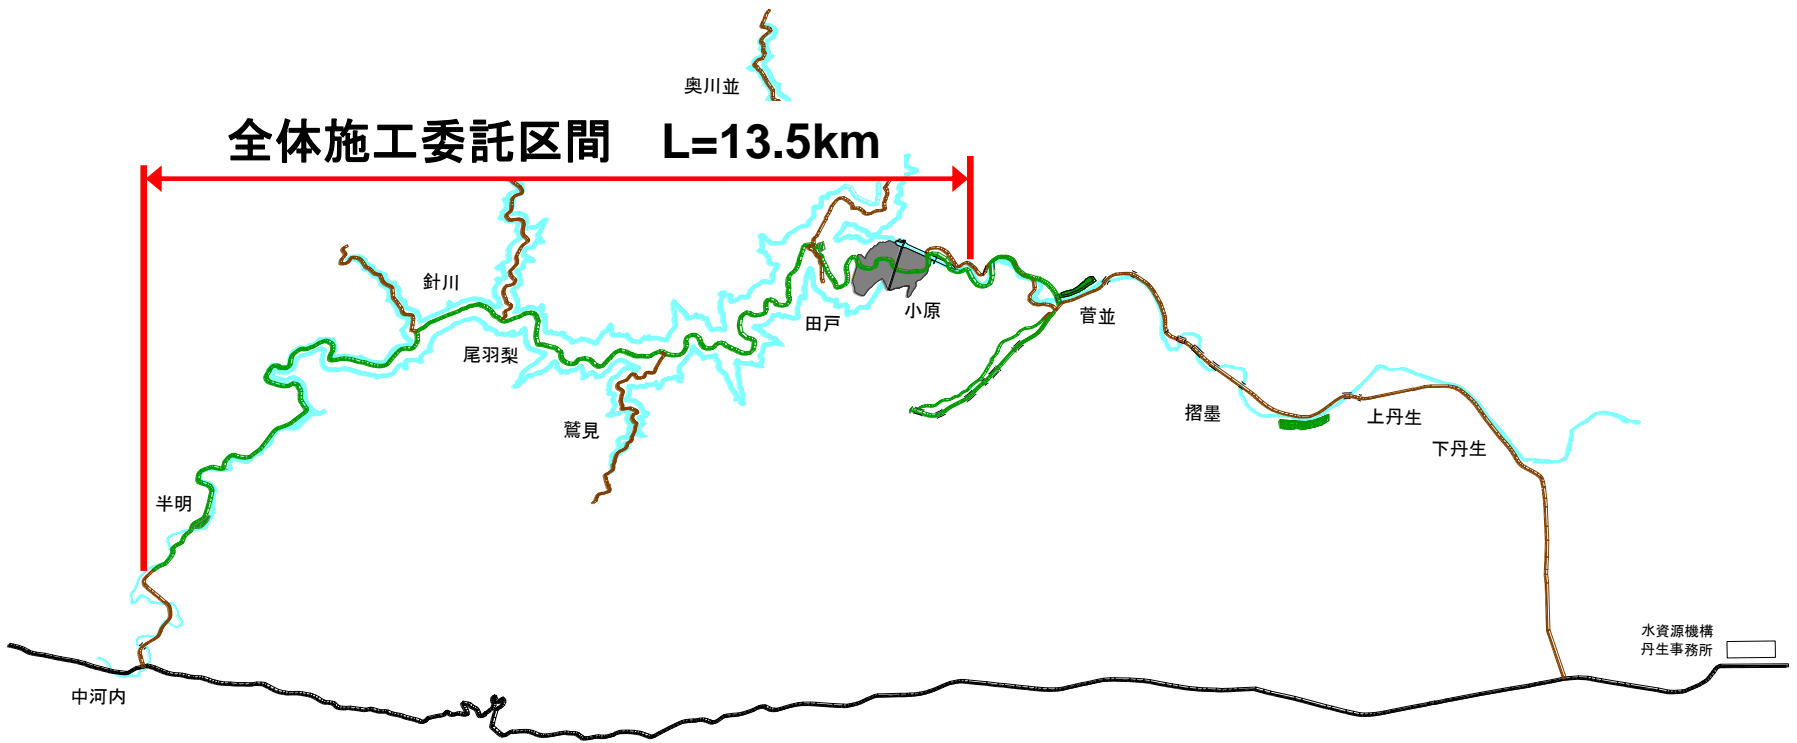 奥川並
全体施工委託区間　L=13.5km
針川
尾羽梨
田戸
小原
菅並
鷲見
摺墨
上丹生
下丹生
半明
水資源機構
丹生事務所
中河内